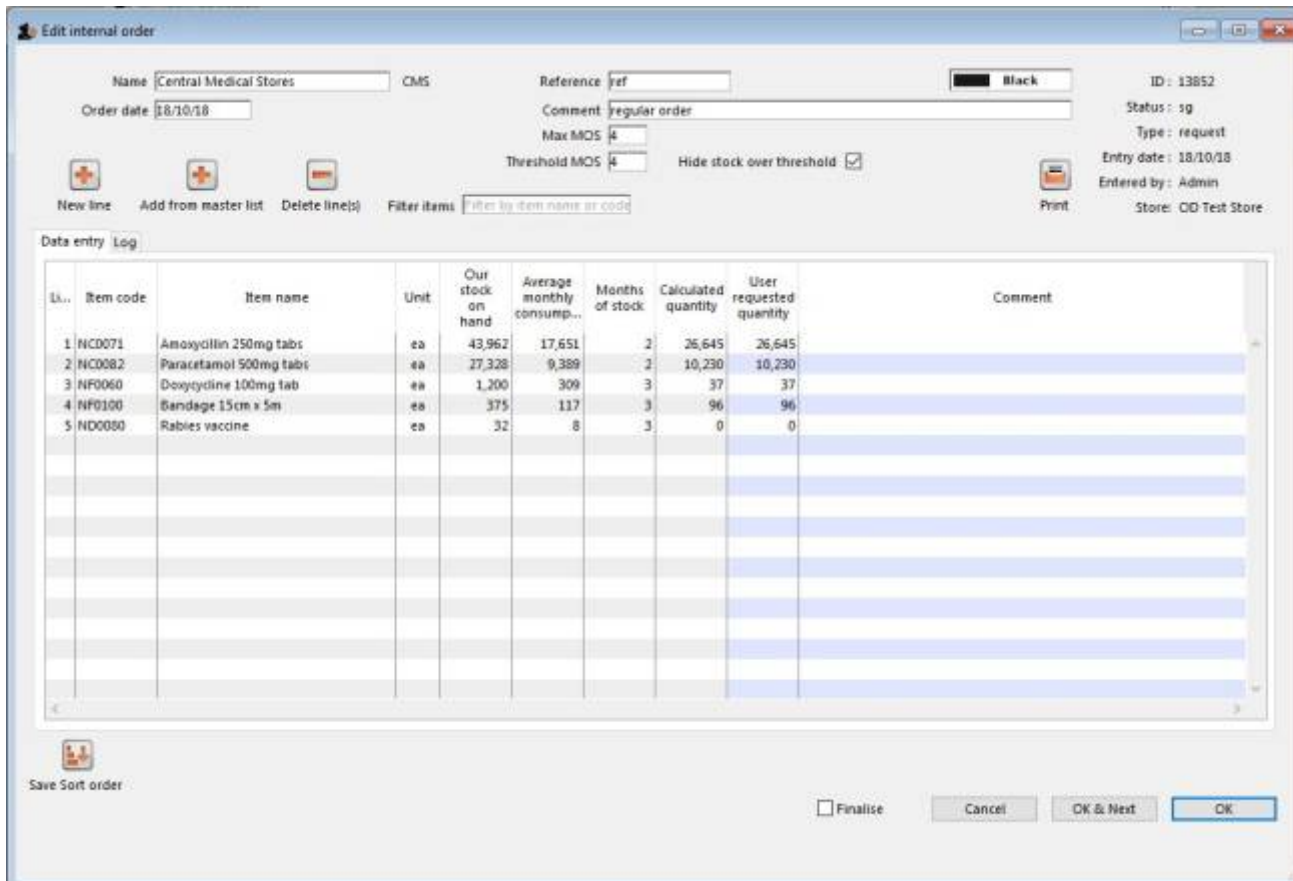 Edit internal order
Name Central Medical Stores CMS Reference ref Black ID : 13852
Order date 18/10/18 Comment regular order Status : sg
Max MOS 4 Type : request
Threshold MOS 4 Hide stock over threshold Entry date : 18/10/18
Entered by : Admin
New line Add from master list Delete line(s) Filter items Filter by item name or code Print Store: OD Test Store
Data entry Log
Li... Item code Item name Unit Our stock on hand Average monthly consump... Months of stock Calculated quantity User requested quantity Comment
1 NC0071 Amoxycillin 250mg tabs ea 43,962 17,651 2 26,645 26,645
2 NC0082 Paracetamol 500mg tabs ea 27,328 9,389 2 10,230 10,230
3 NF0060 Doxycycline 100mg tab ea 1,200 309 3 37 37
4 NF0100 Bandage 15cm x 5m ea 375 117 3 96 96
5 ND0080 Rabies vaccine ea 32 8 3 0 0
Save Sort order
Finalise Cancel OK & Next OK